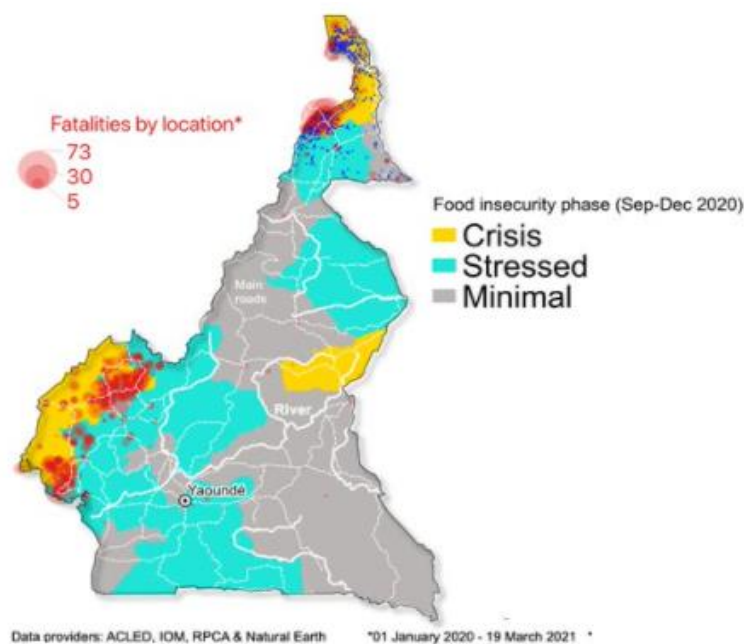 Fatalities by location*
73
30
5
Food insecurity phase (Sep-Dec 2020)
Crisis
Stressed
Minimal
Main
roads
River
Yaounde
Data providers: ACLED, IOM, RPCA & Natural Earth *01 January 2020 - 19 March 2021 *